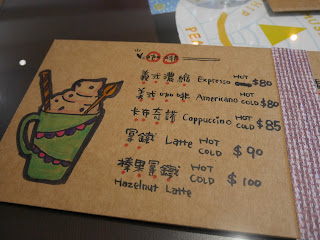 咖啡
義式濃縮 Espresso HOT $80
美式咖啡 Americano HOT COLD $80
卡布奇諾 Cappuccino HOT COLD $85
拿鐵 Latte HOT COLD $90
榛果拿鐵 HOT COLD $100
Hazelnut Latte